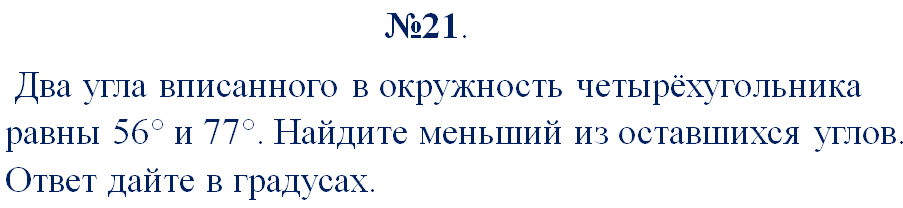 №21.
Два угла вписанного в окружность четырёхугольника
равны 56° и 77°. Найдите меньший из оставшихся углов.
Ответ дайте в градусах.